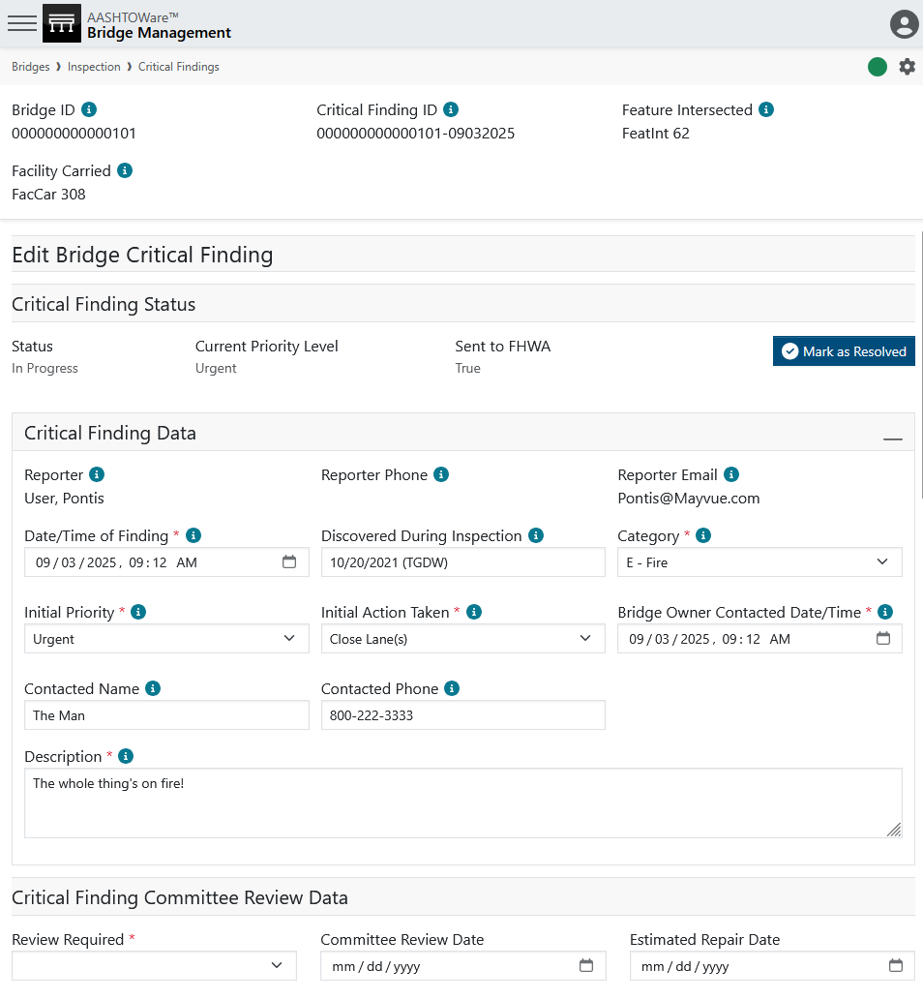 AASHTOWare™
Bridge Management
Bridges ❯ Inspection ❯ Critical Findings
Bridge ID
000000000000101
Critical Finding ID
000000000000101-09032025
Feature Intersected
FeatInt 62
Facility Carried
FacCar 308
Edit Bridge Critical Finding
Critical Finding Status
Status
In Progress
Current Priority Level
Urgent
Sent to FHWA
True
Mark as Resolved
Critical Finding Data
Reporter
User, Pontis
Reporter Phone
Reporter Email
Pontis@Mayvue.com
Date/Time of Finding *
09/03/2025, 09:12 AM
Discovered During Inspection
10/20/2021 (TGDW)
Category *
E - Fire
Initial Priority *
Urgent
Initial Action Taken *
Close Lane(s)
Bridge Owner Contacted Date/Time *
09/03/2025, 09:12 AM
Contacted Name
The Man
Contacted Phone
800-222-3333
Description *
The whole thing's on fire!
Critical Finding Committee Review Data
Review Required *
Committee Review Date
mm/dd/yyyy
Estimated Repair Date
mm/dd/yyyy